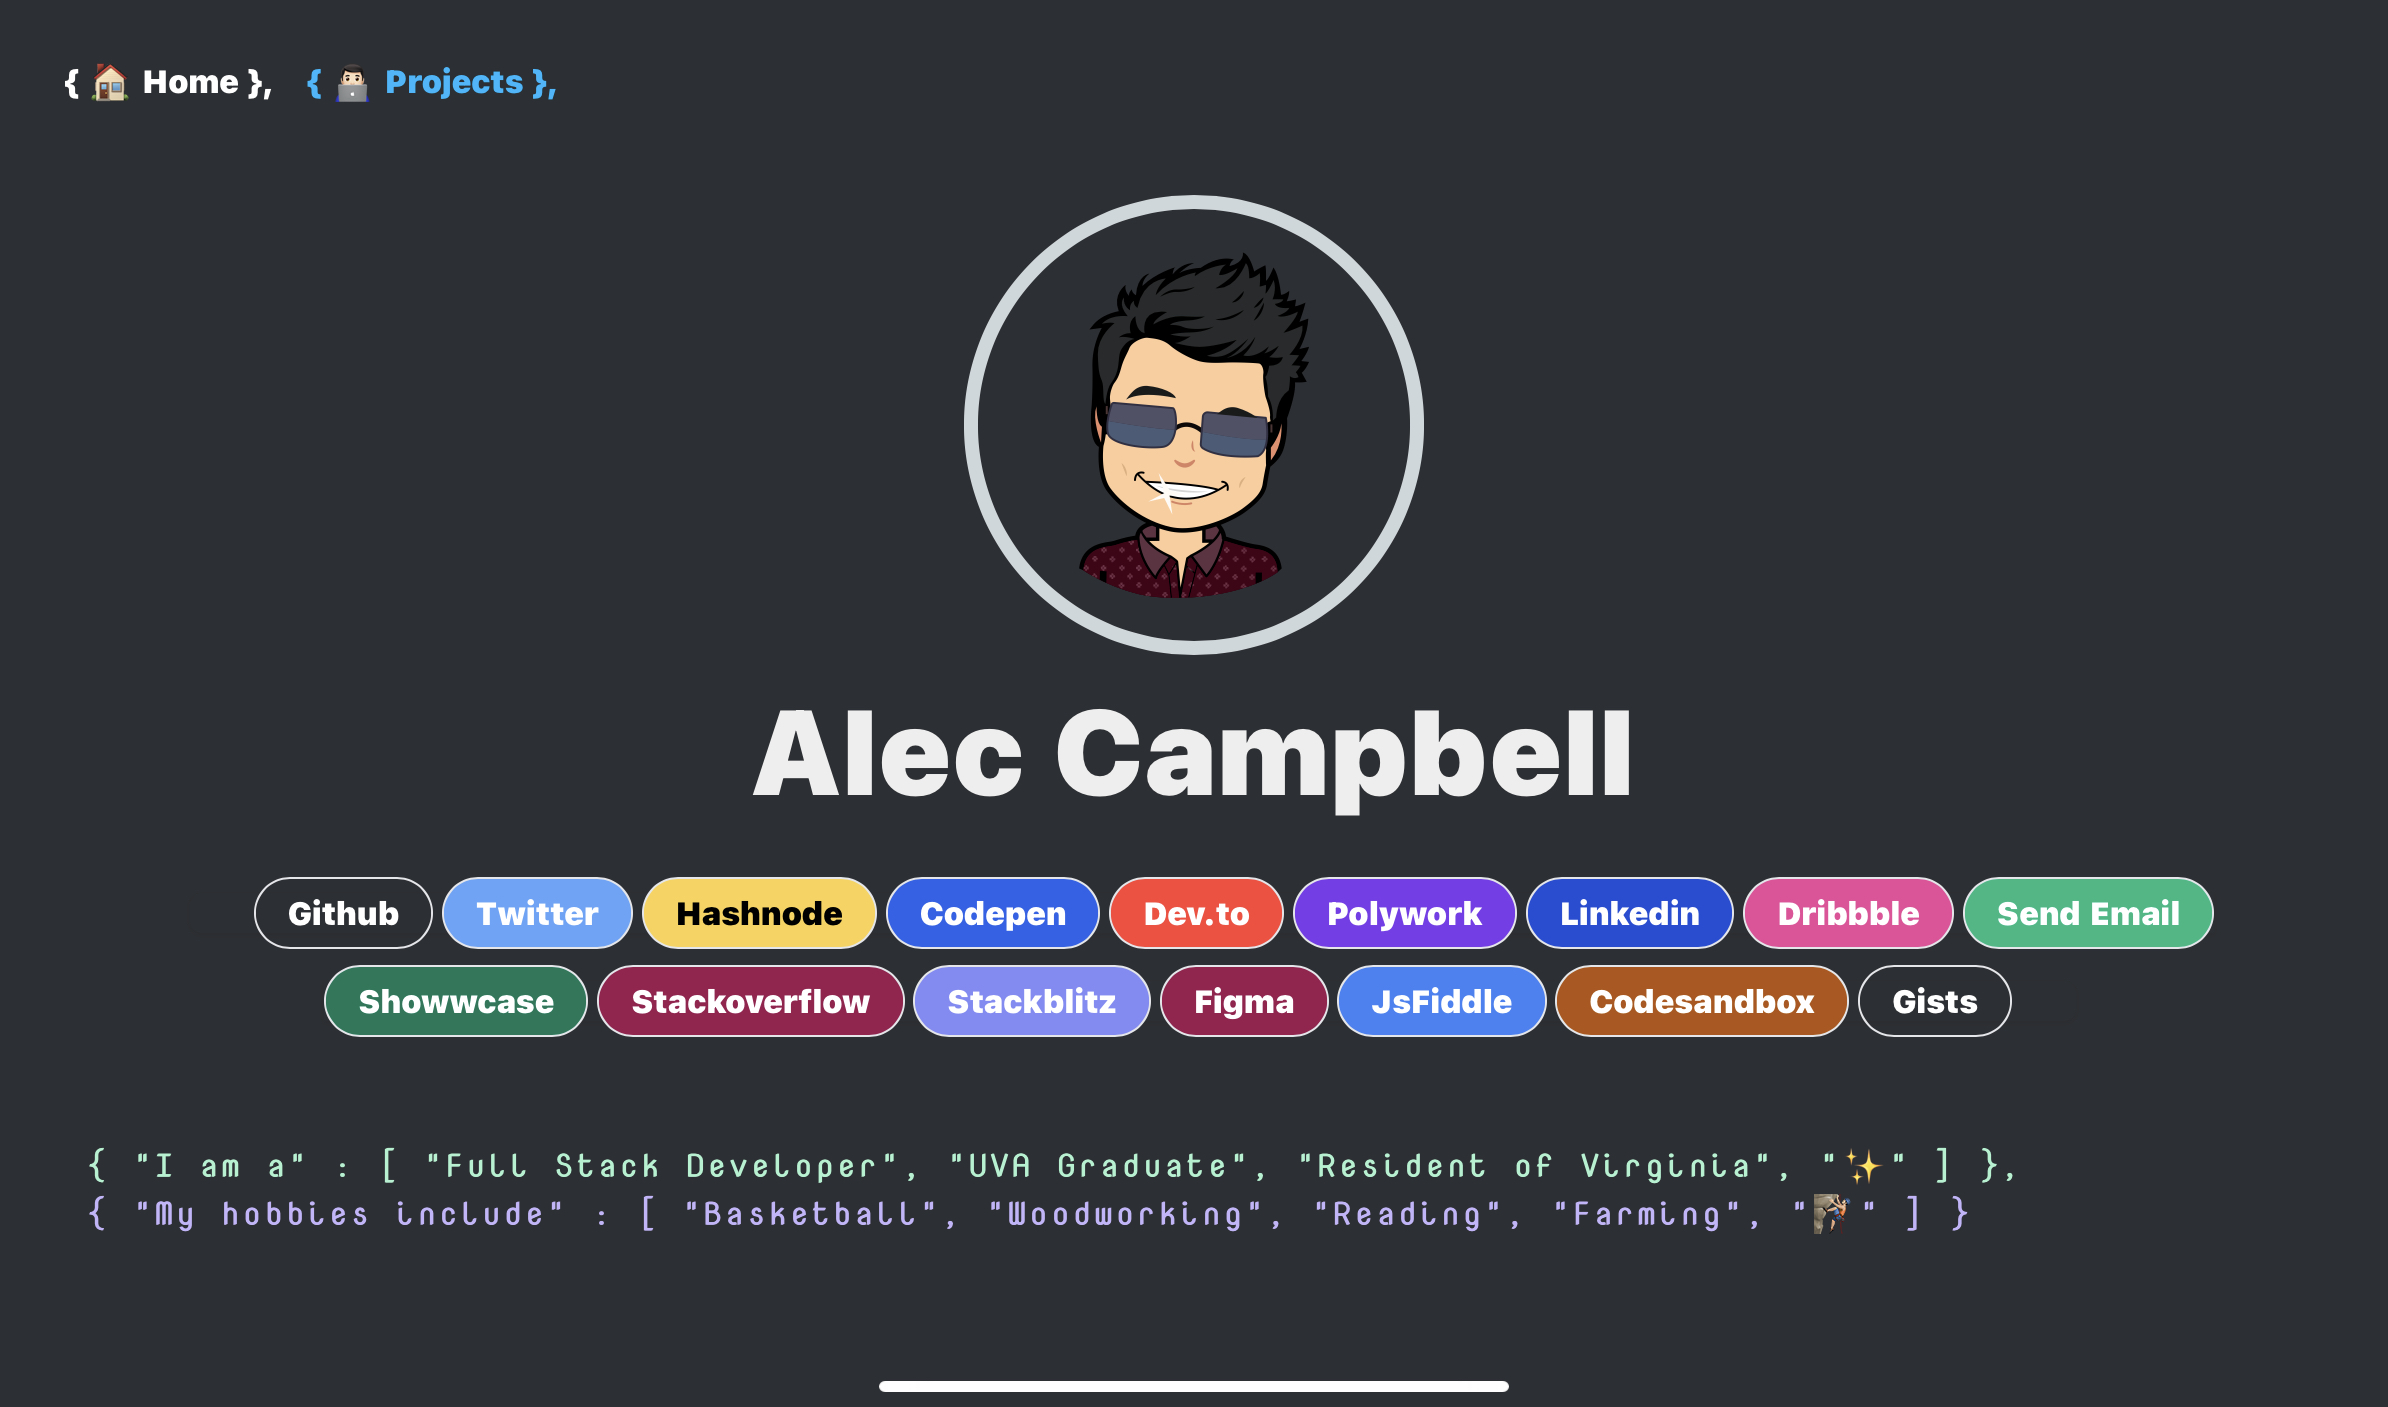 { 🏠 Home }, { 👨🏻‍💻 Projects },
Alec Campbell
Github Twitter Hashnode Codepen Dev.to Polywork Linkedin Dribbble Send Email
Showwcase Stackoverflow Stackblitz Figma JsFiddle Codesandbox Gists
{ "I am a" : [ "Full Stack Developer", "UVA Graduate", "Resident of Virginia", "✨" ] },
{ "My hobbies include" : [ "Basketball", "Woodworking", "Reading", "Farming", "🧗🏼" ] }